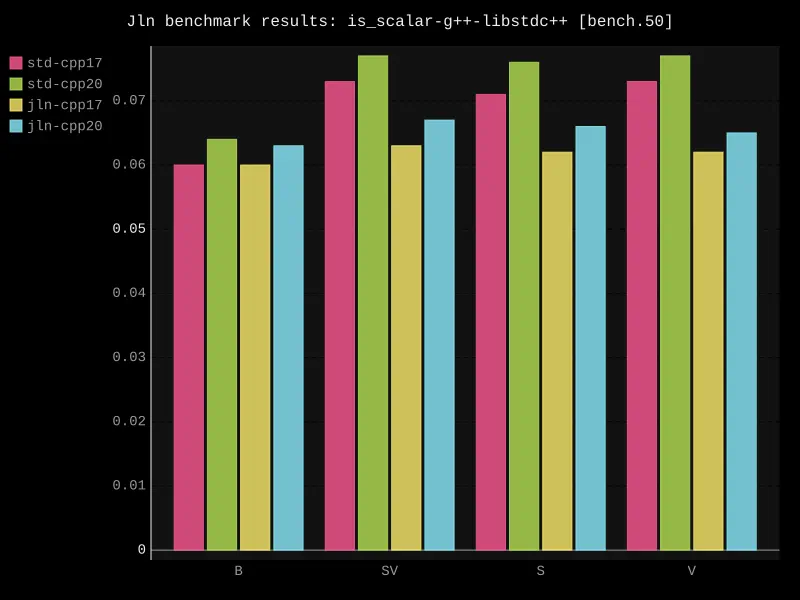 Jln benchmark results: is_scalar-g++-libstdc++ [bench.50]
std-cpp17
std-cpp20
jln-cpp17
jln-cpp20
0.07
0.06
0.05
0.04
0.03
0.02
0.01
0
B SV S V